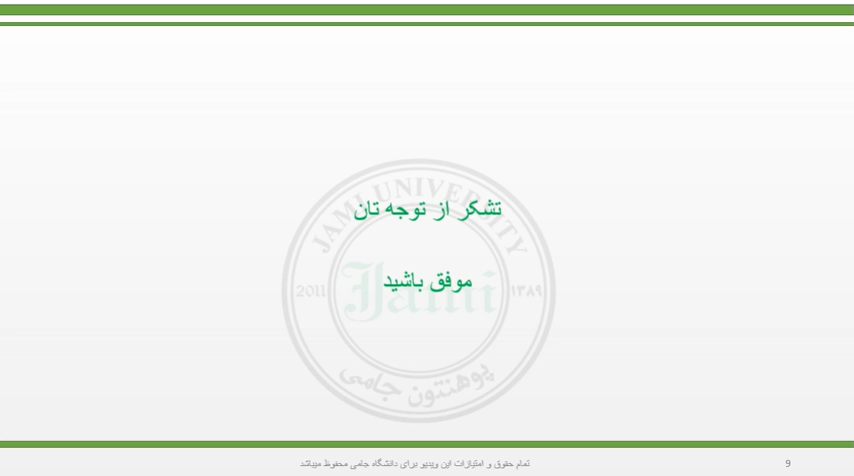 JAMI UNIVERSITY
تشکر از توجه تان
موفق باشید
2011 Jami ۱۳۸۹
پوهنتون جامی
تمام حقوق و امتیازات این ویدیو برای دانشگاه جامی محفوظ میباشد
9